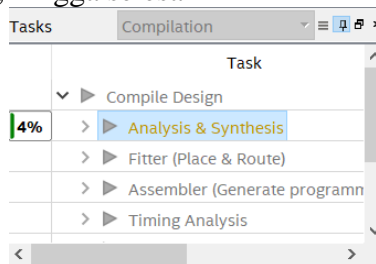 Tasks Compilation
Task
Compile Design
4% Analysis & Synthesis
Fitter (Place & Route)
Assembler (Generate programm
Timing Analysis